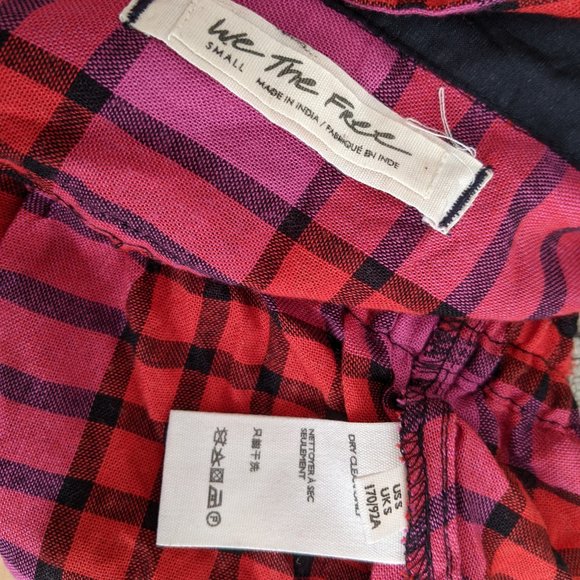 We The Free
SMALL
MADE IN INDIA / FABRIQUÉ EN INDE
US S
UK S
170/92A
DRY CLEAN ONLY
NETTOYER À SEC
SEULEMENT
只能干洗